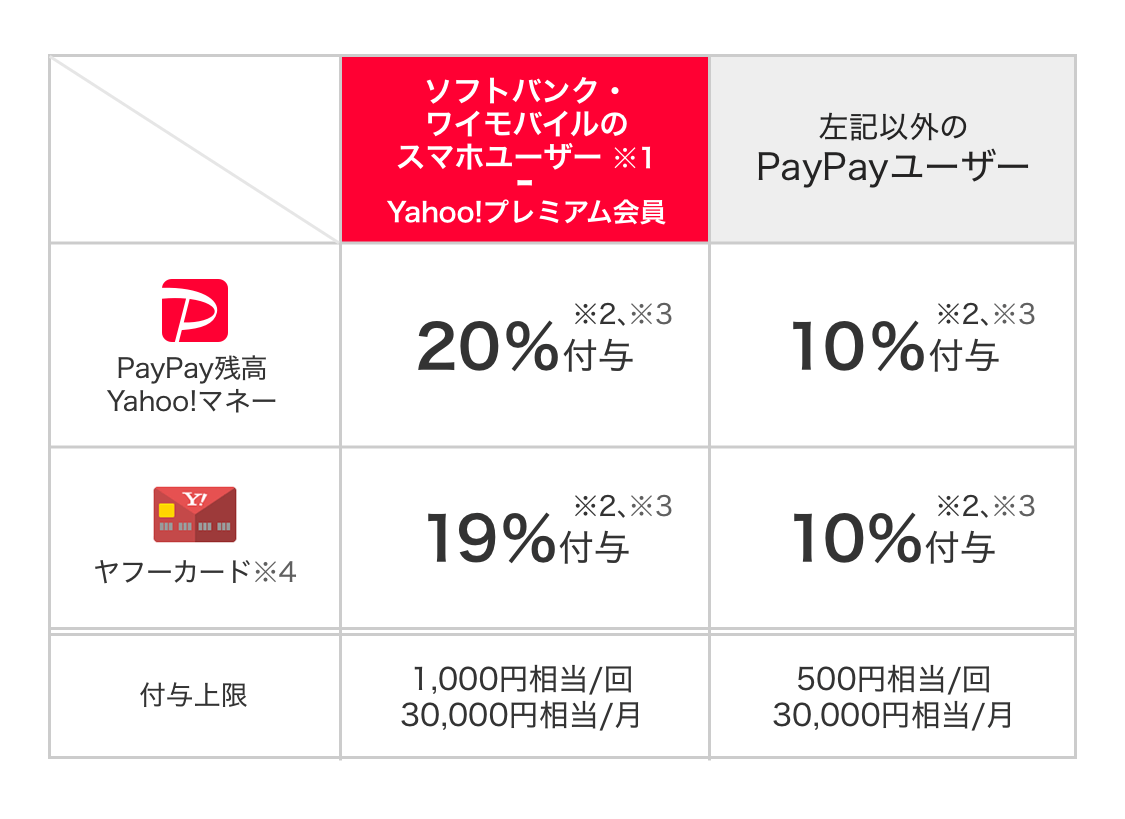 ソフトバンク・
ワイモバイルの
スマホユーザー ※1
Yahoo!プレミアム会員
左記以外の
PayPayユーザー
PayPay残高
Yahoo!マネー
※2、※3
20%付与
※2、※3
10%付与
Y!
ヤフーカード※4
※2、※3
19%付与
※2、※3
10%付与
付与上限
1,000円相当/回
30,000円相当/月
500円相当/回
30,000円相当/月